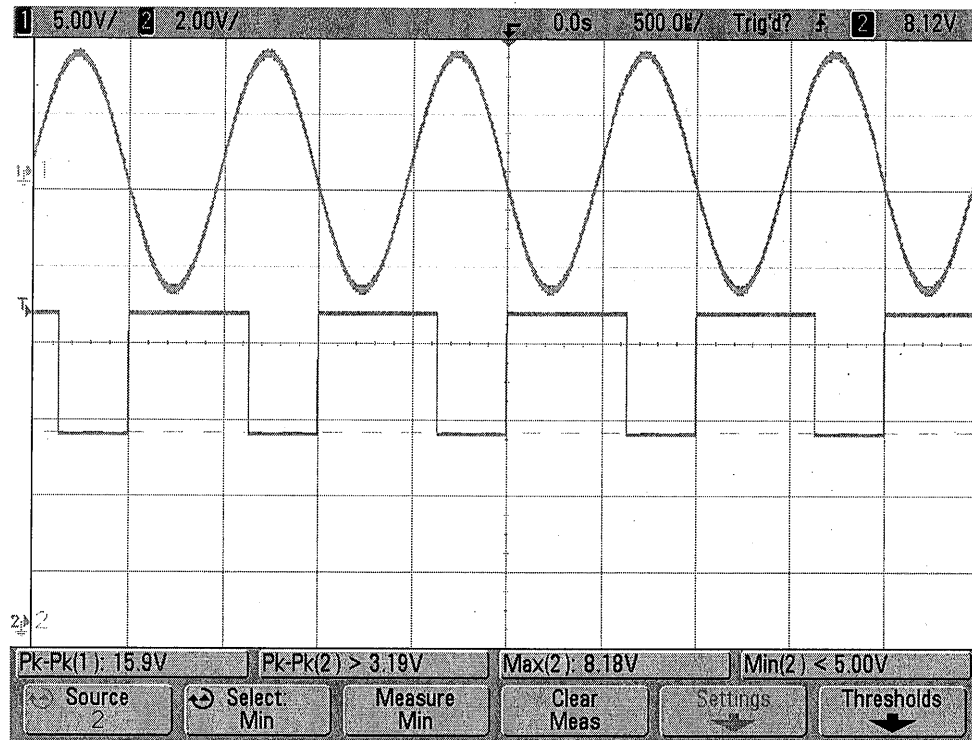 1 5.00V/ 2 2.00V/ 0.0s 500.0㎲/ Trig'd? 2 8.12V
1
T
2
Pk-Pk(1): 15.9V Pk-Pk(2) > 3.19V Max(2): 8.18V Min(2) < 5.00V
Source
2
Select:
Min
Measure
Min
Clear
Meas
Settings
Thresholds